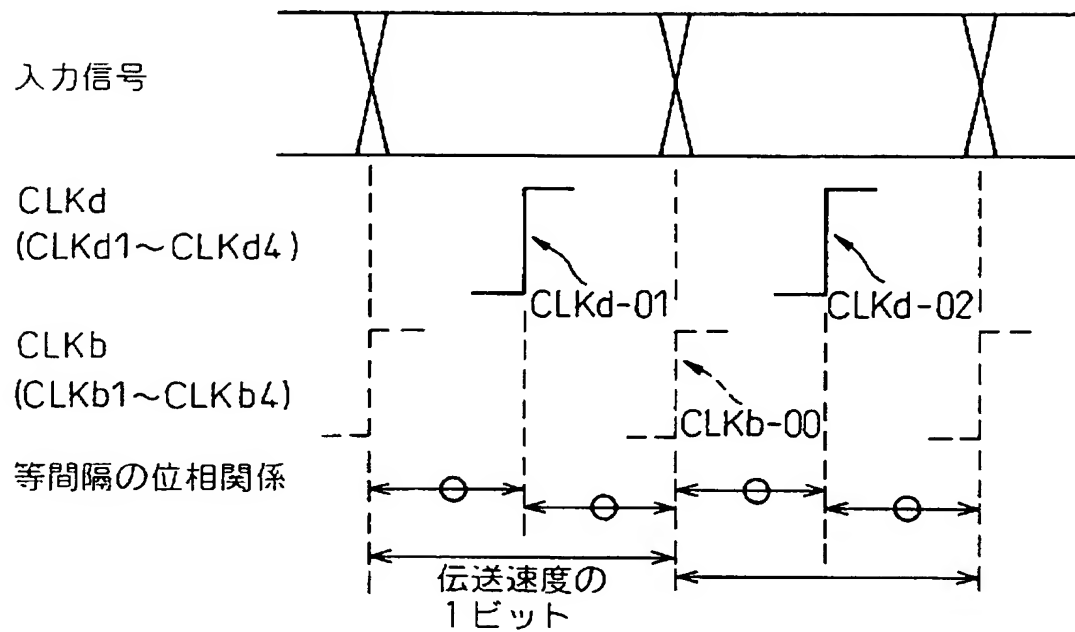 入力信号
CLKd
(CLKd1〜CLKd4)
CLKd-01
CLKd-02
CLKb
(CLKb1〜CLKb4)
CLKb-00
等間隔の位相関係
伝送速度の
1ビット